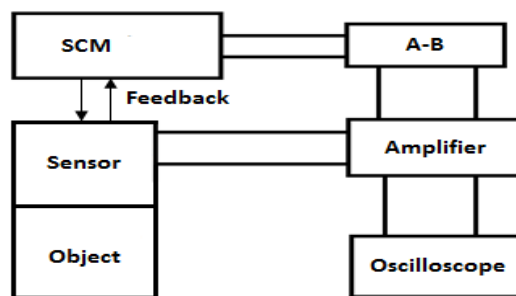 SCM
A-B
Feedback
Sensor
Amplifier
Object
Oscilloscope